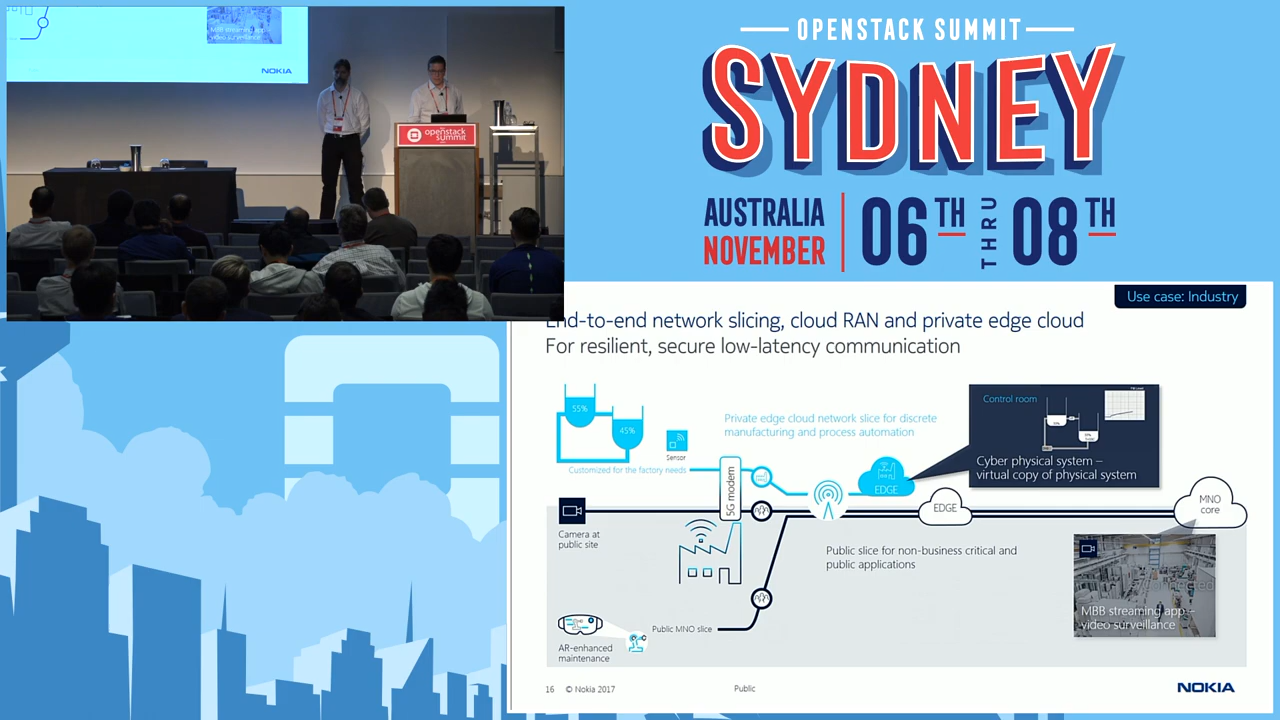 MBB streaming app –
video surveillance
NOKIA
openstack
summit
OPENSTACK SUMMIT
SYDNEY
AUSTRALIA
NOVEMBER
06TH
THRU
08TH
Use case: Industry
End-to-end network slicing, cloud RAN and private edge cloud
For resilient, secure low-latency communication
55%
45%
Sensor
Customized for the factory needs
Private edge cloud network slice for discrete
manufacturing and process automation
5G modem
EDGE
Control room
Cyber physical system –
virtual copy of physical system
EDGE
MNO
core
Camera at
public site
Public slice for non-business critical and
public applications
MBB streaming app –
video surveillance
Public MNO slice
AR-enhanced
maintenance
16 © Nokia 2017
Public
NOKIA